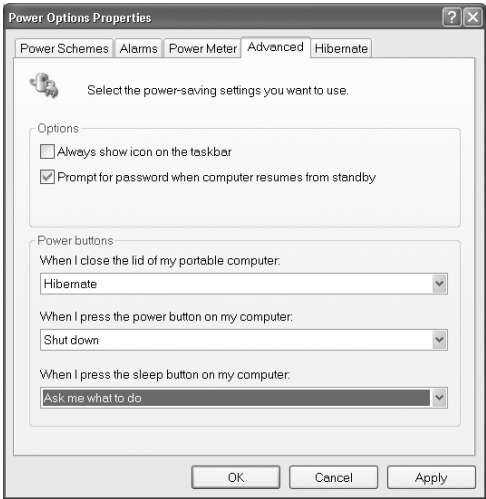 Power Options Properties
Power Schemes Alarms Power Meter Advanced Hibernate
Select the power-saving settings you want to use.
Options
Always show icon on the taskbar
Prompt for password when computer resumes from standby
Power buttons
When I close the lid of my portable computer:
Hibernate
When I press the power button on my computer:
Shut down
When I press the sleep button on my computer:
Ask me what to do
OK Cancel Apply